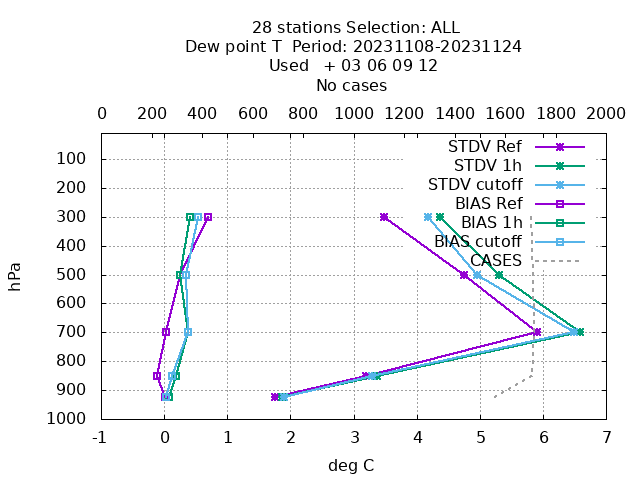 28 stations Selection: ALL
Dew point T  Period: 20231108-20231124
Used   + 03 06 09 12
No cases
0 200 400 600 800 1000 1200 1400 1600 1800 2000
STDV Ref
STDV 1h
STDV cutoff
BIAS Ref
BIAS 1h
BIAS cutoff
CASES
hPa
100
200
300
400
500
600
700
800
900
1000
-1 0 1 2 3 4 5 6 7
deg C